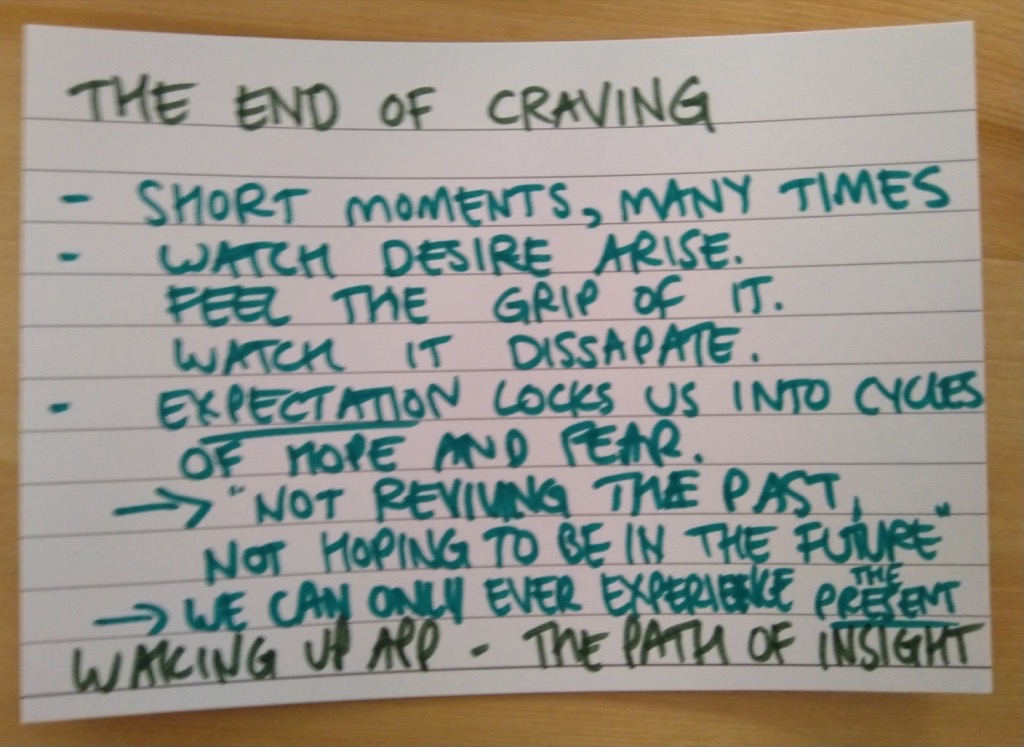 THE END OF CRAVING
- SHORT MOMENTS, MANY TIMES
- WATCH DESIRE ARISE.
FEEL THE GRIP OF IT.
WATCH IT DISSAPATE.
- EXPECTATION LOCKS US INTO CYCLES
OF HOPE AND FEAR.
→ "NOT REVIVING THE PAST,
NOT HOPING TO BE IN THE FUTURE"
→ WE CAN ONLY EVER EXPERIENCE THE PRESENT
WAKING UP APP - THE PATH OF INSIGHT